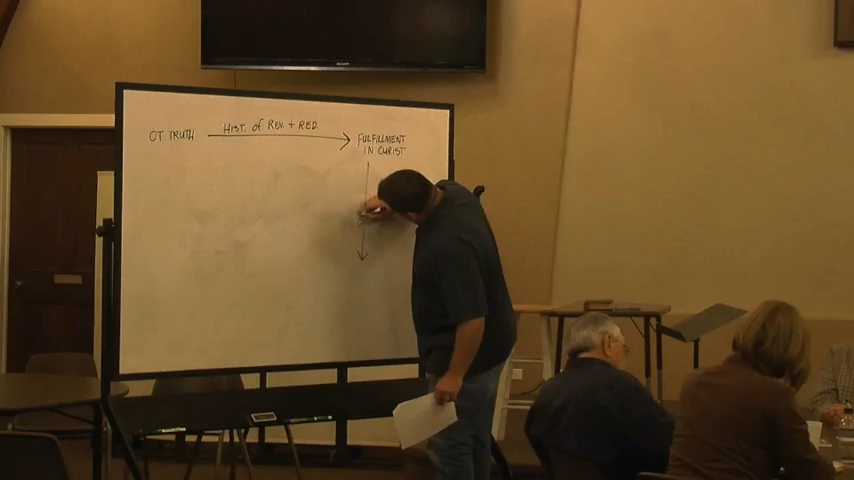 OT TRUTH
HIST. of REV. + RED.
FULFILLMENT
IN CHRIST